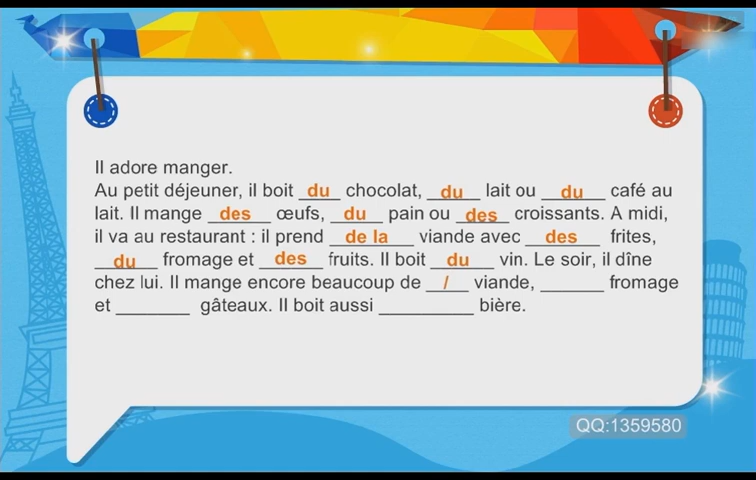 Il adore manger.
Au petit déjeuner, il boit du chocolat, du lait ou du café au
lait. Il mange des œufs, du pain ou des croissants. A midi,
il va au restaurant : il prend de la viande avec des frites,
du fromage et des fruits. Il boit du vin. Le soir, il dîne
chez lui. Il mange encore beaucoup de / viande, ______ fromage
et _______ gâteaux. Il boit aussi _________ bière.
QQ:1359580